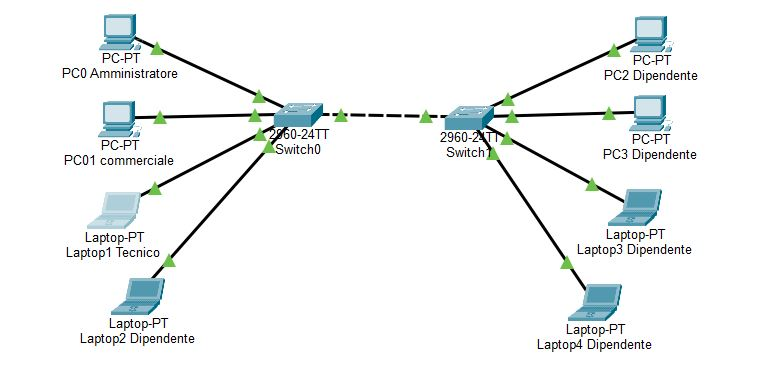 PC-PT
PC0 Amministratore
PC-PT
PC01 commerciale
Laptop-PT
Laptop1 Tecnico
Laptop-PT
Laptop2 Dipendente
2960-24TT
Switch0
2960-24TT
Switch1
PC-PT
PC2 Dipendente
PC-PT
PC3 Dipendente
Laptop-PT
Laptop3 Dipendente
Laptop-PT
Laptop4 Dipendente